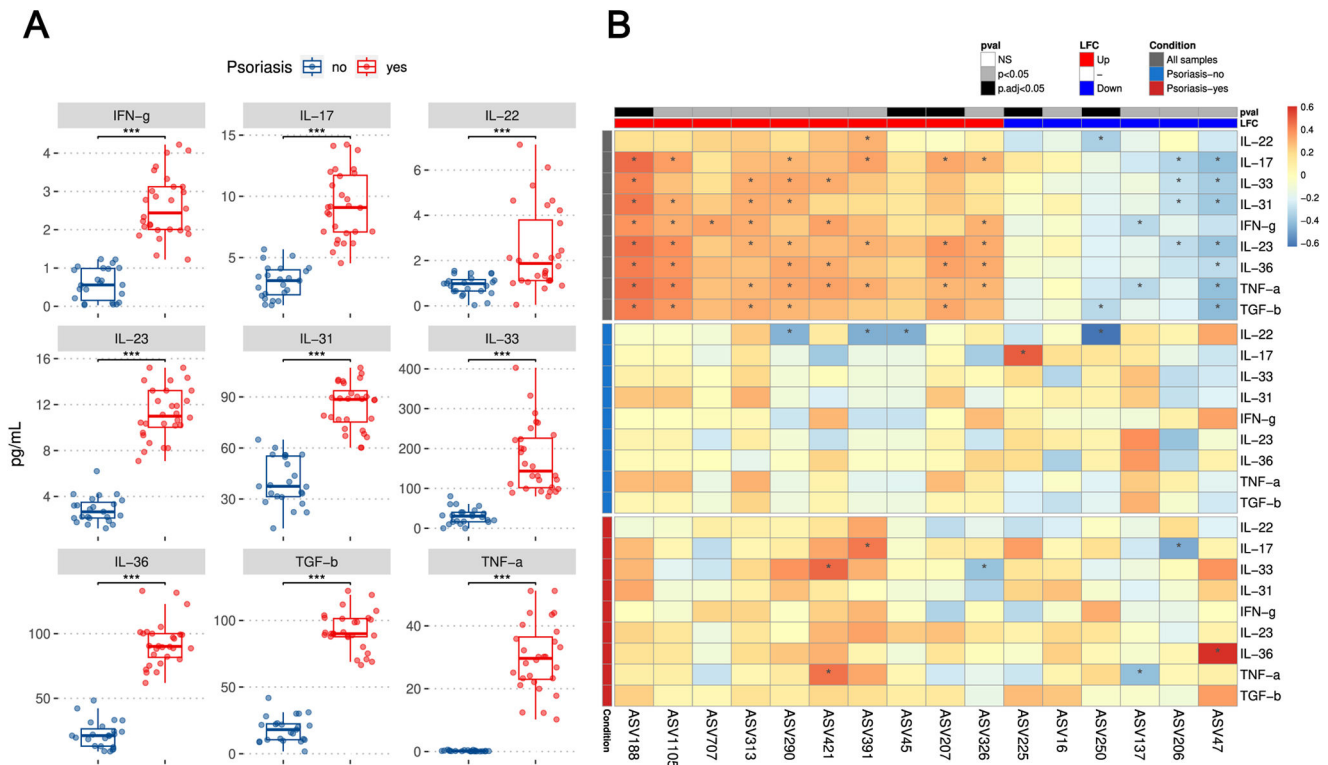 A
Psoriasis no yes
IFN-g IL-17 IL-22
*** *** ***
4
3
2
1
0
15
10
5
6
4
2
0
IL-23 IL-31 IL-33
*** *** ***
16
12
8
4
90
60
30
400
300
200
100
0
IL-36 TGF-b TNF-a
*** *** ***
100
50
100
50
0
40
20
0
pg/mL
B
pval LFC Condition
NS Up All samples
p<0.05 – Psoriasis-no
p.adj<0.05 Down Psoriasis-yes
pval
LFC
0.6
0.4
0.2
0
-0.2
-0.4
-0.6
* * IL-22
* * * * * * * * IL-17
* * * * * * IL-33
* * * * * * IL-31
* * * * * * IFN-g
* * * * * * * * IL-23
* * * * * * * IL-36
* * * * * * * * * * TNF-a
* * * * * * * TGF-b
* * * * IL-22
* IL-17
IL-33
IL-31
IFN-g
IL-23
IL-36
TNF-a
TGF-b
IL-22
* * IL-17
* * IL-33
IL-31
IFN-g
IL-23
* IL-36
* * TNF-a
TGF-b
Condition
ASV188
ASV1105
ASV707
ASV313
ASV290
ASV421
ASV391
ASV45
ASV207
ASV326
ASV225
ASV16
ASV250
ASV137
ASV206
ASV47